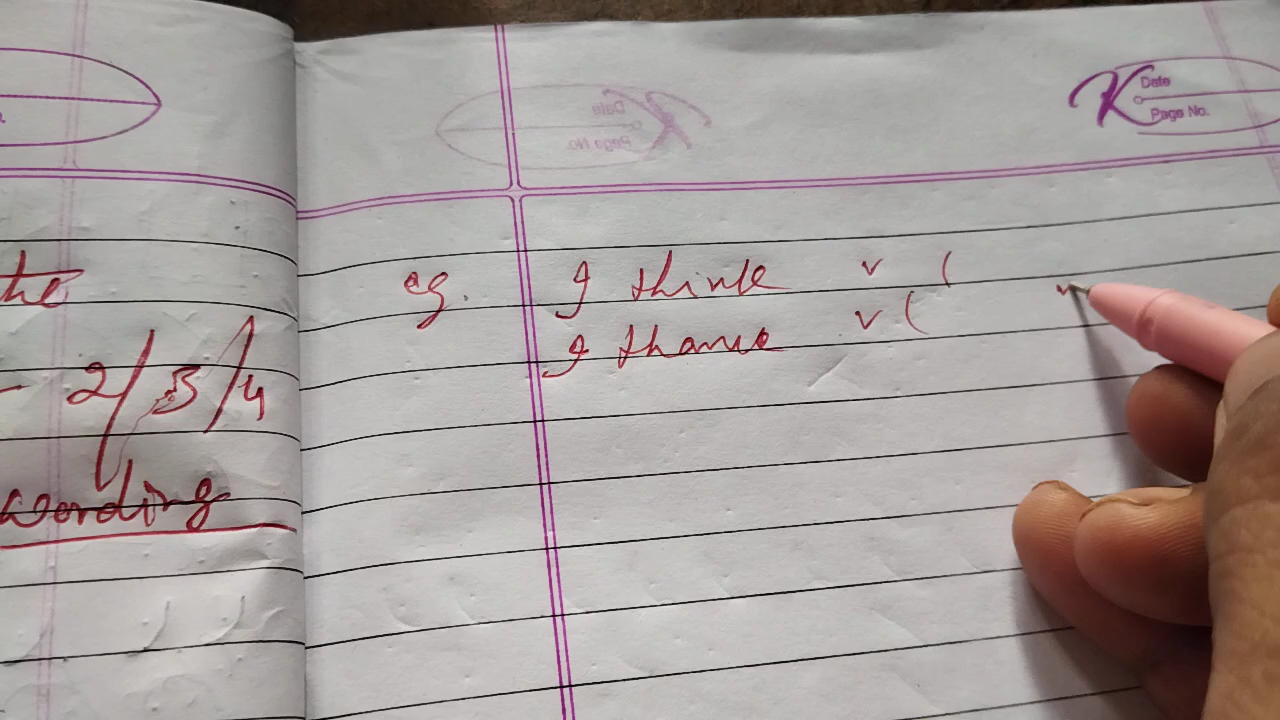 the
- 2/3/4
wording
Date
Page No.
eg. I think v (
I thank v (